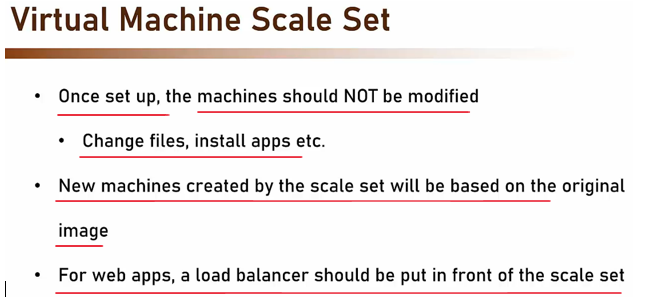 Virtual Machine Scale Set
• Once set up, the machines should NOT be modified
• Change files, install apps etc.
• New machines created by the scale set will be based on the original
image
• For web apps, a load balancer should be put in front of the scale set